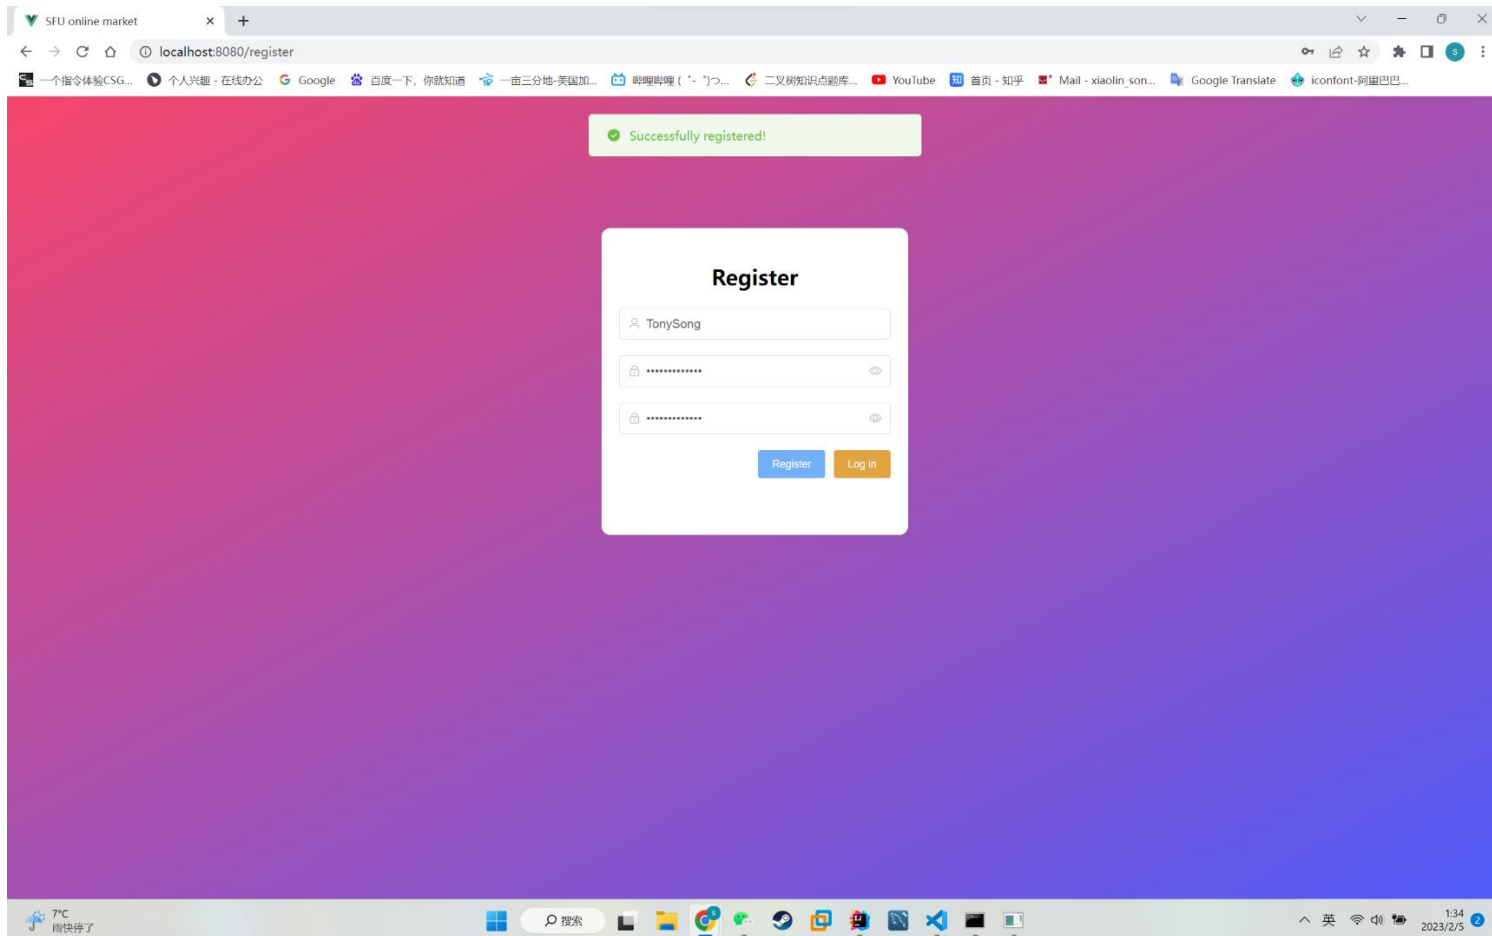 SFU online market
localhost:8080/register
一个指令体验CSG... 个人兴趣 - 在线办公 Google 百度一下，你就知道 一亩三分地-美国加... 哔哩哔哩 ( ゜- ゜)つ... 二叉树知识点题库... YouTube 首页 - 知乎 Mail - xiaolin_son... Google Translate iconfont-阿里巴巴...
Successfully registered!
Register
TonySong
•••••••••••••
•••••••••••••
Register Log in
7°C
雨快停了
搜索
英
1:34
2023/2/5
2